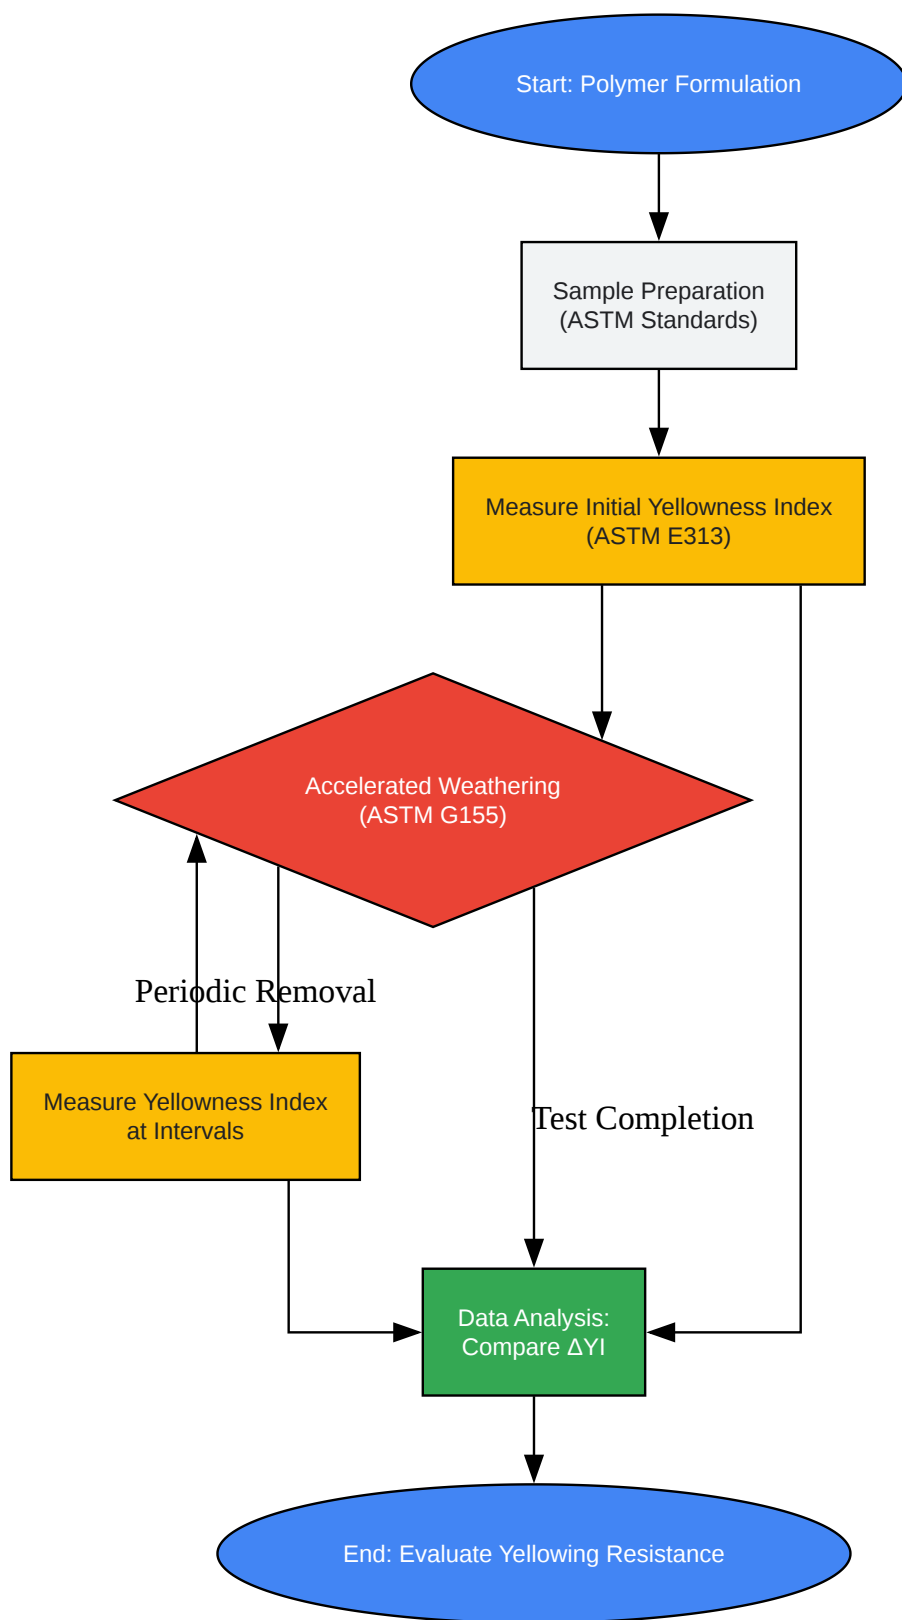 Start: Polymer Formulation
Sample Preparation
(ASTM Standards)
Measure Initial Yellowness Index
(ASTM E313)
Accelerated Weathering
(ASTM G155)
Periodic Removal
Measure Yellowness Index
at Intervals
Test Completion
Data Analysis:
Compare ΔYI
End: Evaluate Yellowing Resistance